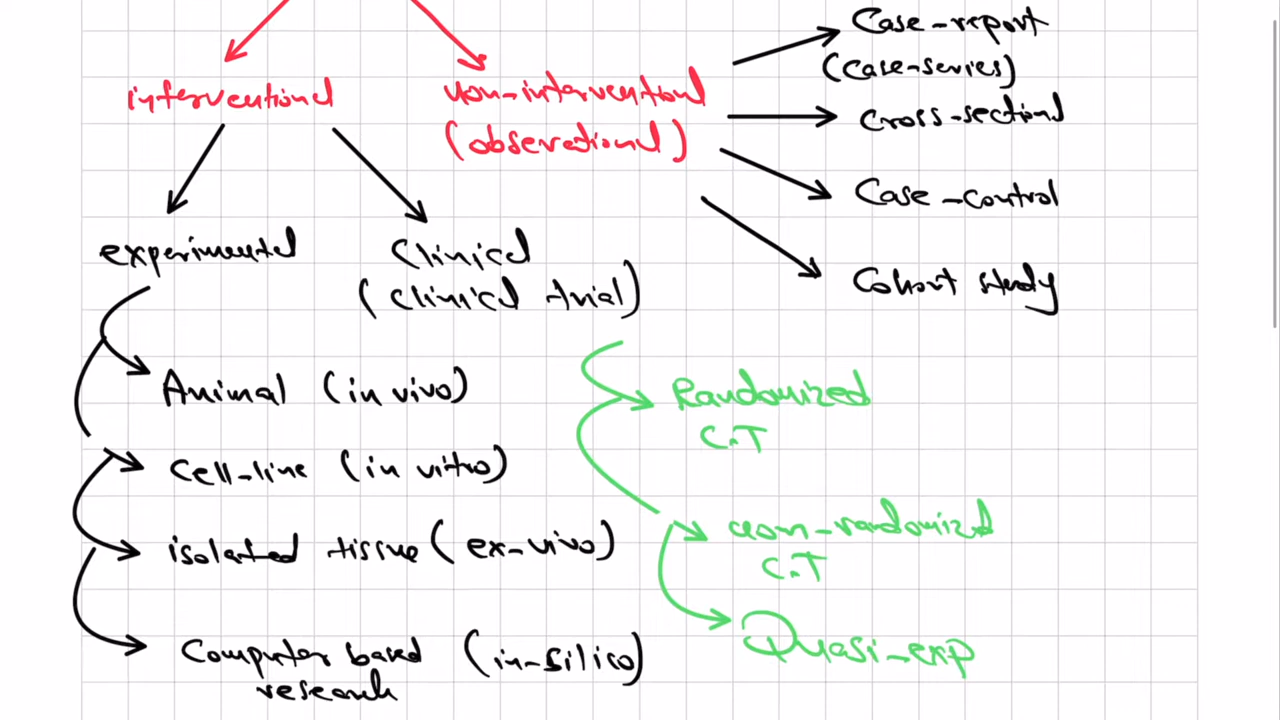 interventional
non-interventional
(observational)
Case-report
(case-series)
cross-sectional
Case-control
Cohort study
experimental
Clinical
(clinical trial)
Animal (in vivo)
Cell-line (in vitro)
isolated tissue (ex-vivo)
Computer based (in-silico)
research
Randomized
C.T
non-randomized
C.T
Quasi-exp